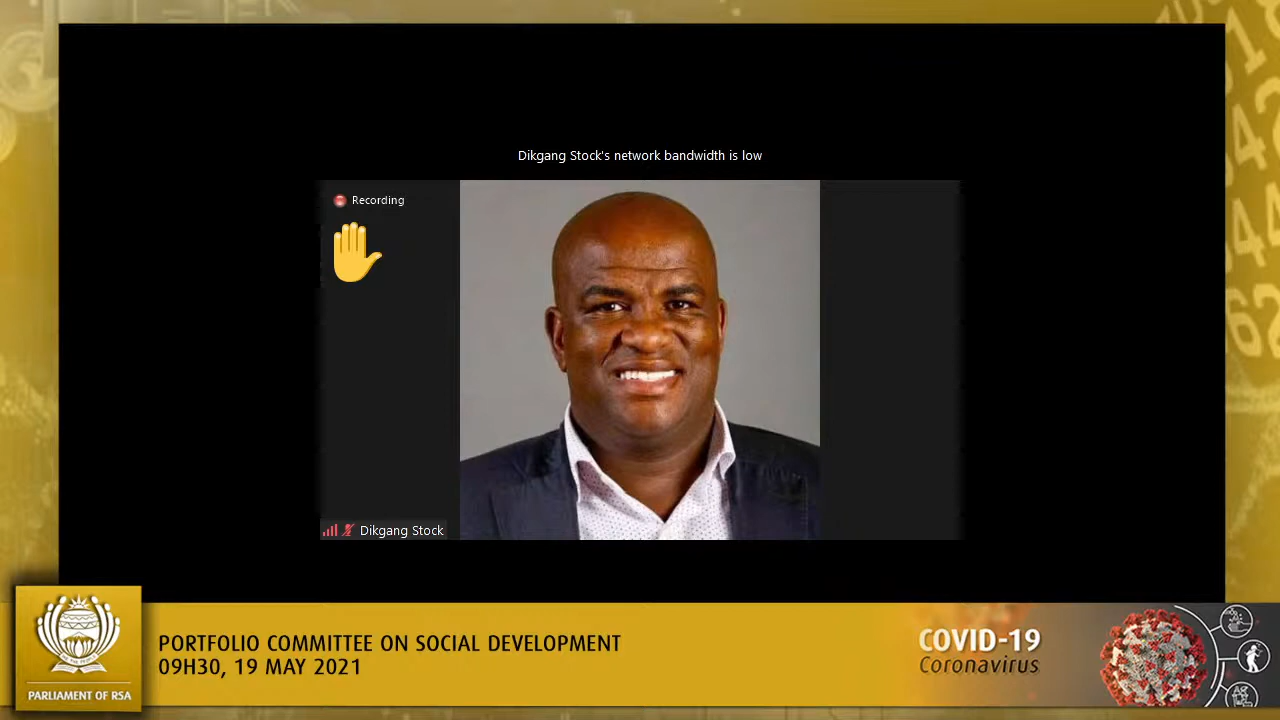 Dikgang Stock's network bandwidth is low
Recording
Dikgang Stock
PORTFOLIO COMMITTEE ON SOCIAL DEVELOPMENT
09H30, 19 MAY 2021
COVID-19
Coronavirus
PARLIAMENT OF RSA